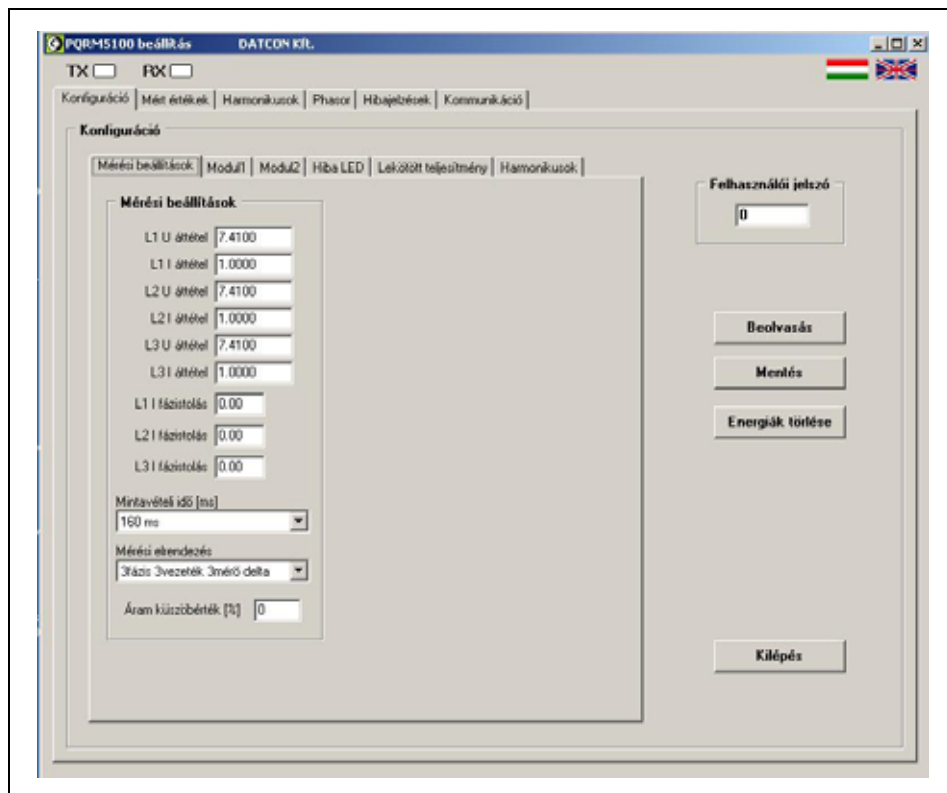 PQRM5100 beállítás DATCON Kft.
TX RX
Konfiguráció Mért értékek Harmonikusok Phasor Hibajelzések Kommunikáció
Konfiguráció
Mérési beállítások Modul1 Modul2 Hiba LED Lekötött teljesítmény Harmonikusok
Felhasználói jelszó
0
Mérési beállítások
L1 U áttétel 7.4100
L1 I áttétel 1.0000
L2 U áttétel 7.4100
L2 I áttétel 1.0000
L3 U áttétel 7.4100
L3 I áttétel 1.0000
L1 I fázistolás 0.00
L2 I fázistolás 0.00
L3 I fázistolás 0.00
Mintavételi idő [ms]
160 ms
Mérési elrendezés
3fázis 3vezeték 3mérő delta
Áram küszöbérték [%] 0
Beolvasás
Mentés
Energiák törlése
Kilépés